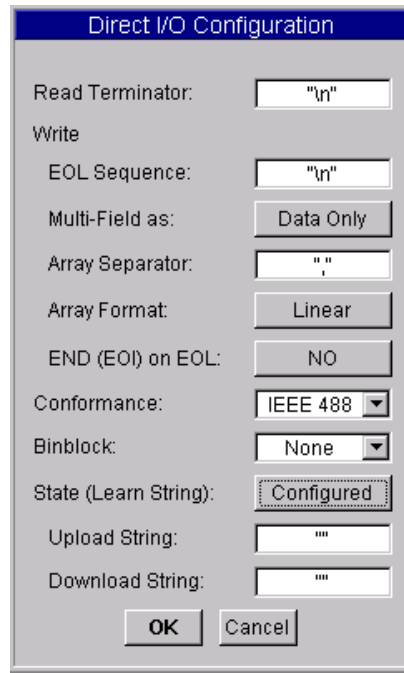 Direct I/O Configuration
Read Terminator: "\n"
Write
EOL Sequence: "\n"
Multi-Field as: Data Only
Array Separator: ","
Array Format: Linear
END (EOI) on EOL: NO
Conformance: IEEE 488
Binblock: None
State (Learn String): Configured
Upload String: ""
Download String: ""
OK Cancel